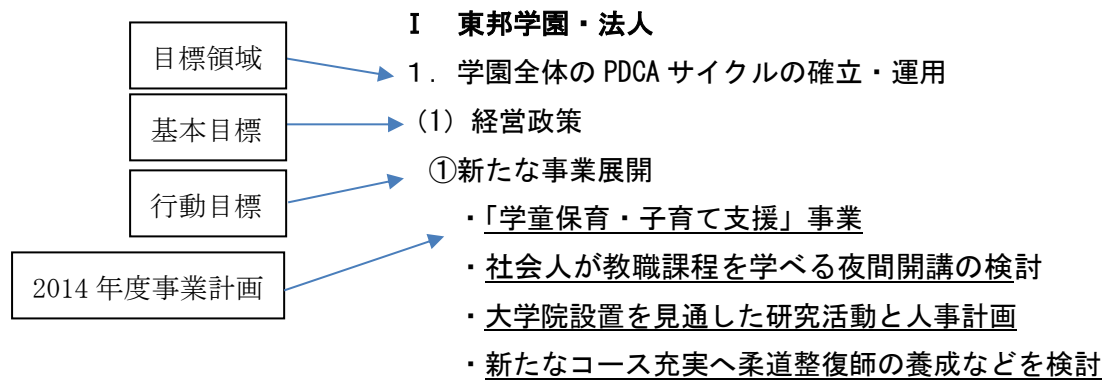 Ⅰ 東邦学園・法人
目標領域
1．学園全体の PDCA サイクルの確立・運用
基本目標
(1) 経営政策
①新たな事業展開
行動目標
・「学童保育・子育て支援」事業
・社会人が教職課程を学べる夜間開講の検討
2014 年度事業計画
・大学院設置を見通した研究活動と人事計画
・新たなコース充実へ柔道整復師の養成などを検討